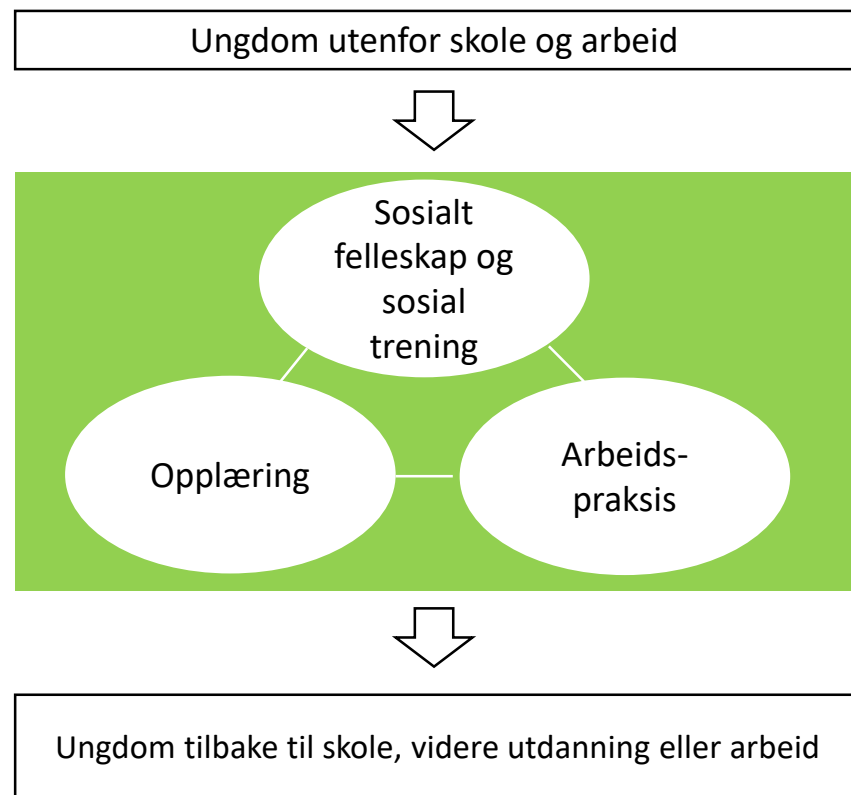 Ungdom utenfor skole og arbeid
Sosialt
felleskap og
sosial
trening
Opplæring
Arbeids-
praksis
Ungdom tilbake til skole, videre utdanning eller arbeid